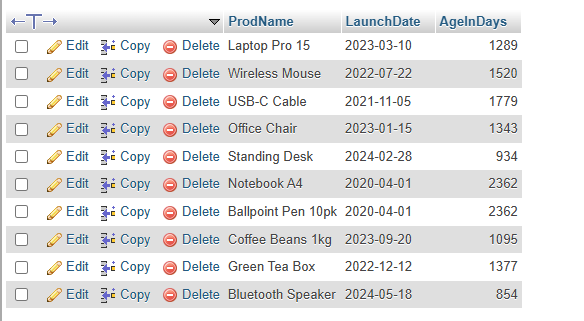 ProdName LaunchDate AgeInDays
Edit Copy Delete Laptop Pro 15 2023-03-10 1289
Edit Copy Delete Wireless Mouse 2022-07-22 1520
Edit Copy Delete USB-C Cable 2021-11-05 1779
Edit Copy Delete Office Chair 2023-01-15 1343
Edit Copy Delete Standing Desk 2024-02-28 934
Edit Copy Delete Notebook A4 2020-04-01 2362
Edit Copy Delete Ballpoint Pen 10pk 2020-04-01 2362
Edit Copy Delete Coffee Beans 1kg 2023-09-20 1095
Edit Copy Delete Green Tea Box 2022-12-12 1377
Edit Copy Delete Bluetooth Speaker 2024-05-18 854